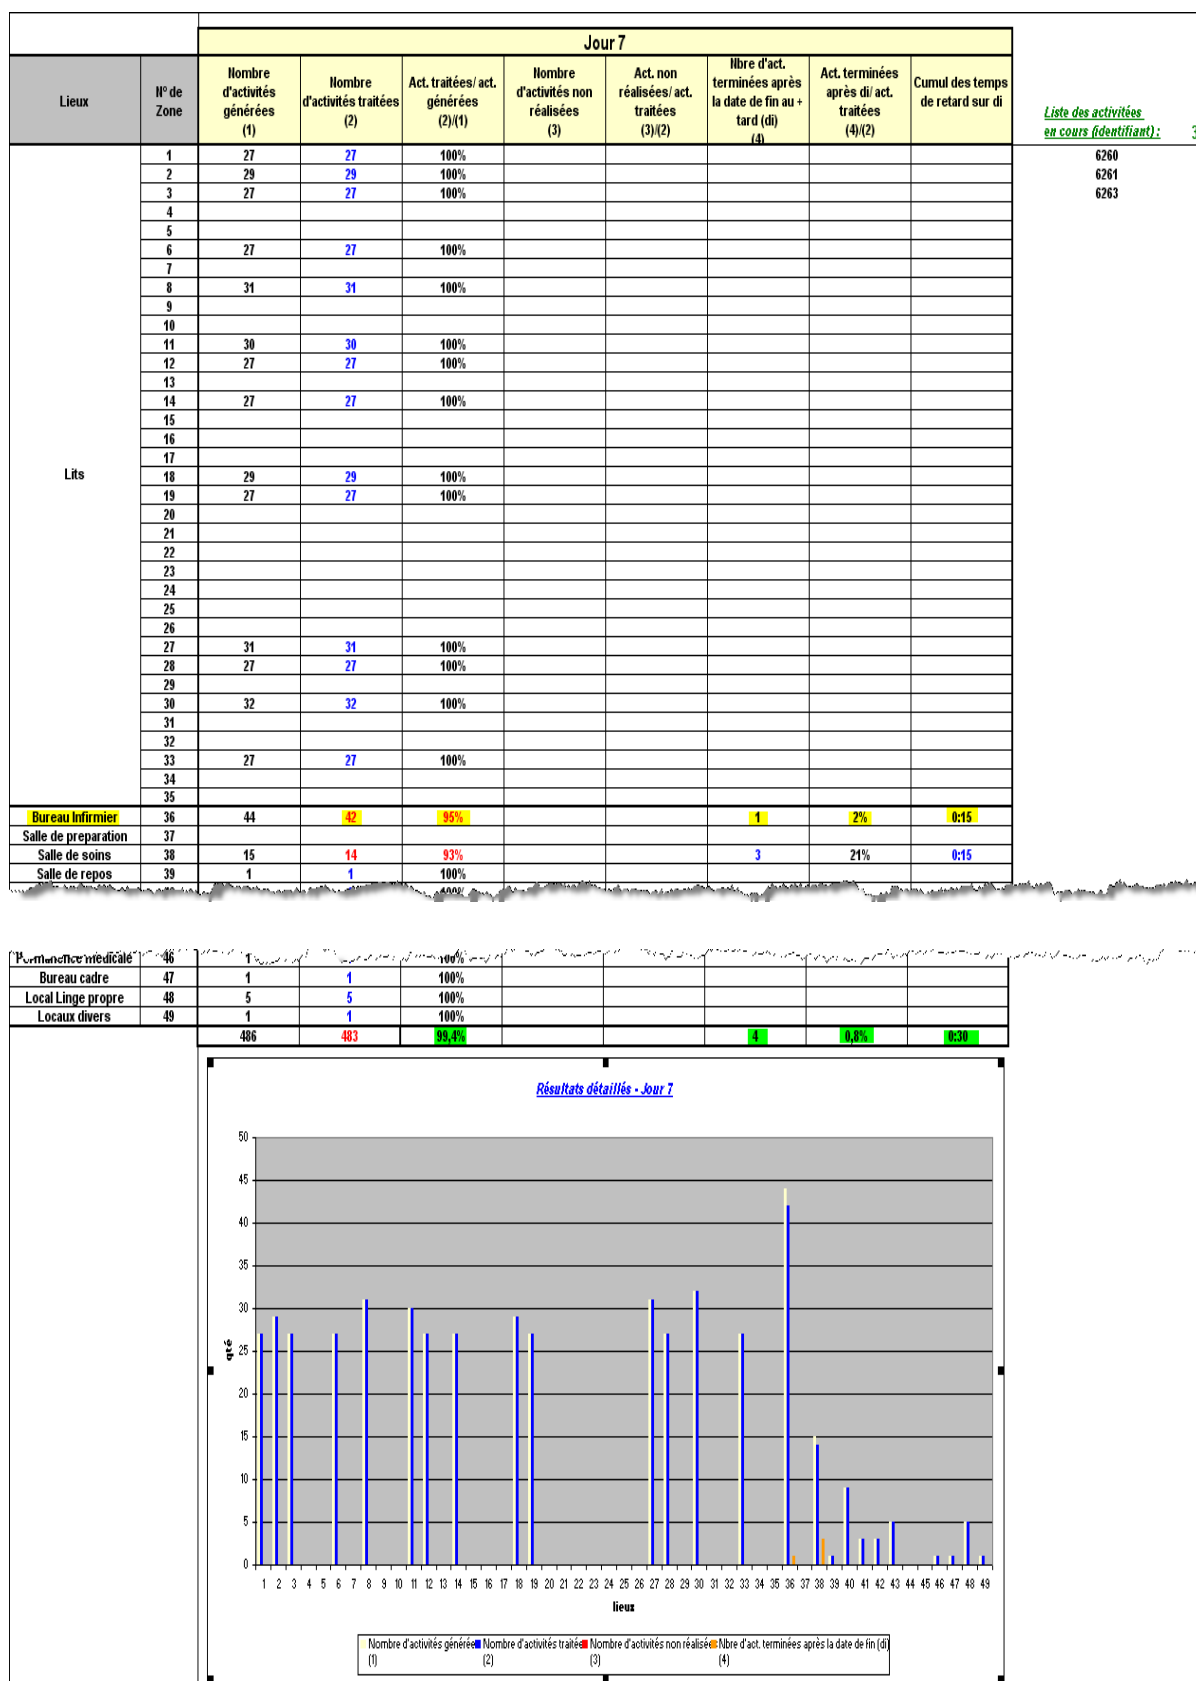 Jour 7
Lieux
N° de
Zone
Nombre
d'activités
générées
(1)
Nombre
d'activités traitées
(2)
Act. traitées/ act.
générées
(2)/(1)
Nombre
d'activités non
réalisées
(3)
Act. non
réalisées/ act.
traitées
(3)/(2)
Nbre d'act.
terminées après
la date de fin au +
tard (di)
(4)
Act. terminées
après di/ act.
traitées
(4)/(2)
Cumul des temps
de retard sur di
Liste des activitées
en cours (identifiant) : 3
1 27 27 100% 6260
2 29 29 100% 6261
3 27 27 100% 6263
4
5
6 27 27 100%
7
8 31 31 100%
9
10
11 30 30 100%
12 27 27 100%
13
14 27 27 100%
15
16
17
Lits 18 29 29 100%
19 27 27 100%
20
21
22
23
24
25
26
27 31 31 100%
28 27 27 100%
29
30 32 32 100%
31
32
33 27 27 100%
34
35
Bureau Infirmier 36 44 42 95% 1 2% 0:15
Salle de preparation 37
Salle de soins 38 15 14 93% 3 21% 0:15
Salle de repos 39 1 1 100%
100%
Permanence medicale 46 1 100%
Bureau cadre 47 1 1 100%
Local Linge propre 48 5 5 100%
Locaux divers 49 1 1 100%
486 483 99,4% 4 0,8% 0:30
Résultats détaillés - Jour 7
50
45
40
35
30
25
20
15
10
5
0
qté
1 2 3 4 5 6 7 8 9 10 11 12 13 14 15 16 17 18 19 20 21 22 23 24 25 26 27 28 29 30 31 32 33 34 35 36 37 38 39 40 41 42 43 44 45 46 47 48 49
lieux
Nombre d'activités générée
(1)
Nombre d'activités traitée
(2)
Nombre d'activités non réalisée
(3)
Nbre d'act. terminées après la date de fin (di)
(4)